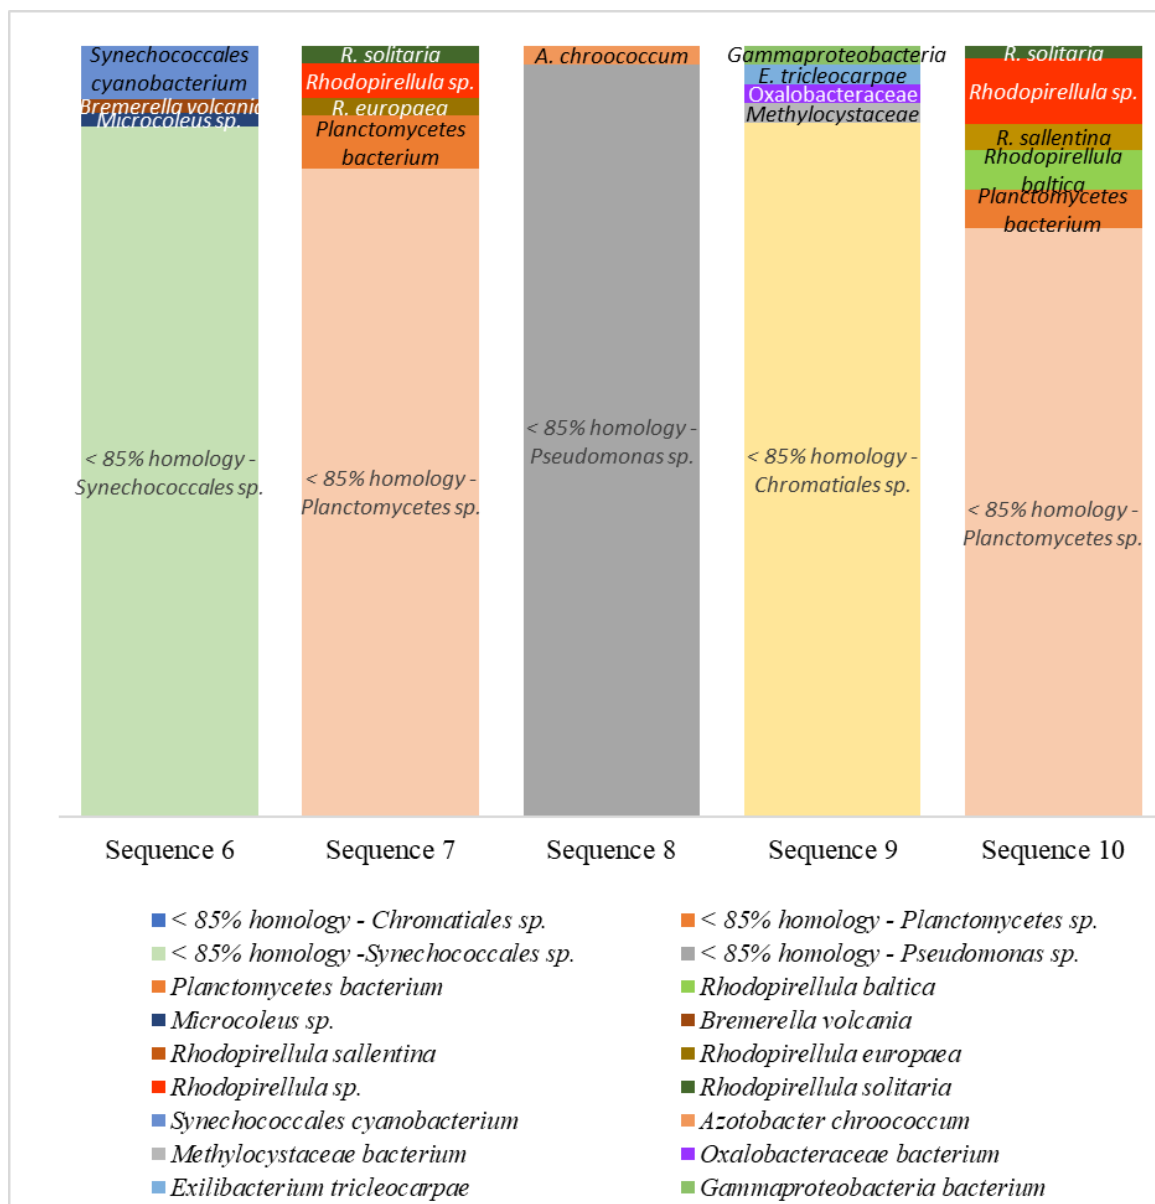 Synechococcales
cyanobacterium
Bremerella volcania
Microcoleus sp.
< 85% homology -
Synechococcales sp.
R. solitaria
Rhodopirellula sp.
R. europaea
Planctomycetes
bacterium
< 85% homology -
Planctomycetes sp.
A. chroococcum
< 85% homology -
Pseudomonas sp.
Gammaproteobacteria
E. tricleocarpae
Oxalobacteraceae
Methylocystaceae
< 85% homology -
Chromatiales sp.
R. solitaria
Rhodopirellula sp.
R. sallentina
Rhodopirellula
baltica
Planctomycetes
bacterium
< 85% homology -
Planctomycetes sp.
Sequence 6
Sequence 7
Sequence 8
Sequence 9
Sequence 10
< 85% homology - Chromatiales sp.
< 85% homology - Planctomycetes sp.
< 85% homology -Synechococcales sp.
< 85% homology - Pseudomonas sp.
Planctomycetes bacterium
Rhodopirellula baltica
Microcoleus sp.
Bremerella volcania
Rhodopirellula sallentina
Rhodopirellula europaea
Rhodopirellula sp.
Rhodopirellula solitaria
Synechococcales cyanobacterium
Azotobacter chroococcum
Methylocystaceae bacterium
Oxalobacteraceae bacterium
Exilibacterium tricleocarpae
Gammaproteobacteria bacterium